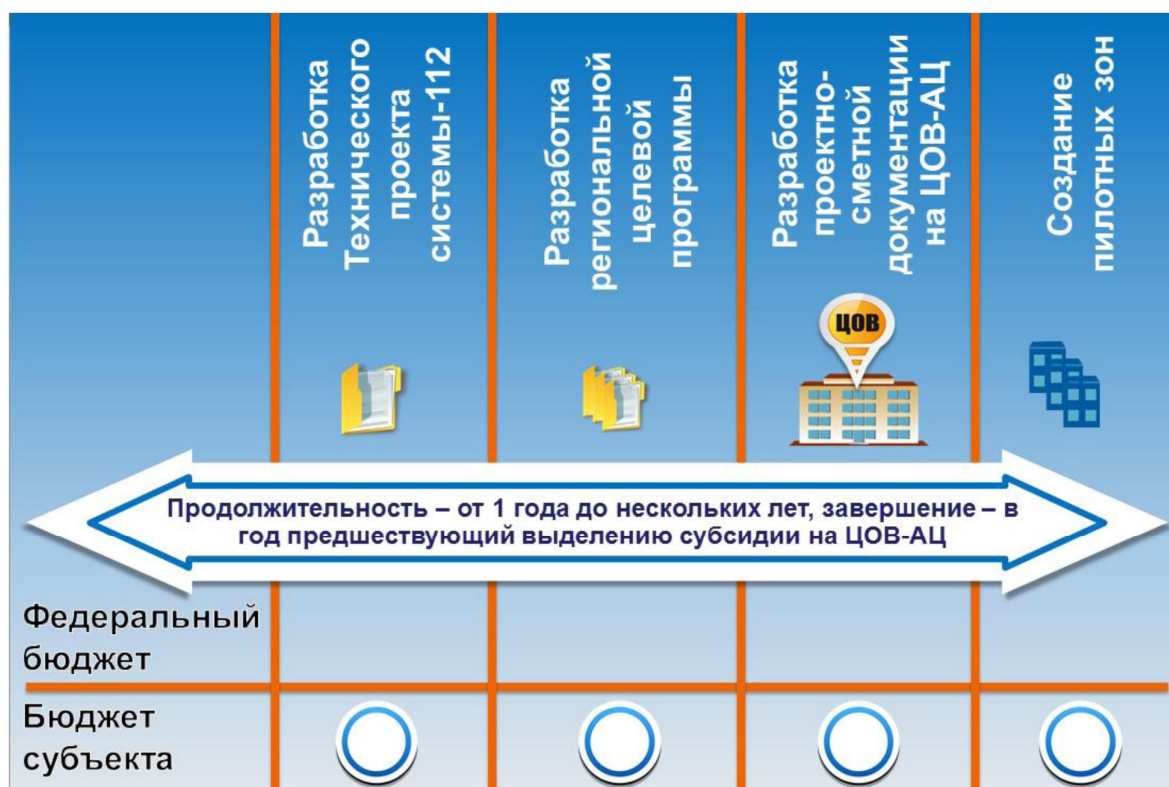 Разработка
Технического
проекта
системы-112
Разработка
региональной
целевой
программы
Разработка
проектно-
сметной
документации
на ЦОВ-АЦ
Создание
пилотных зон
ЦОВ
Продолжительность – от 1 года до нескольких лет, завершение – в
год предшествующий выделению субсидии на ЦОВ-АЦ
Федеральный
бюджет
Бюджет
субъекта